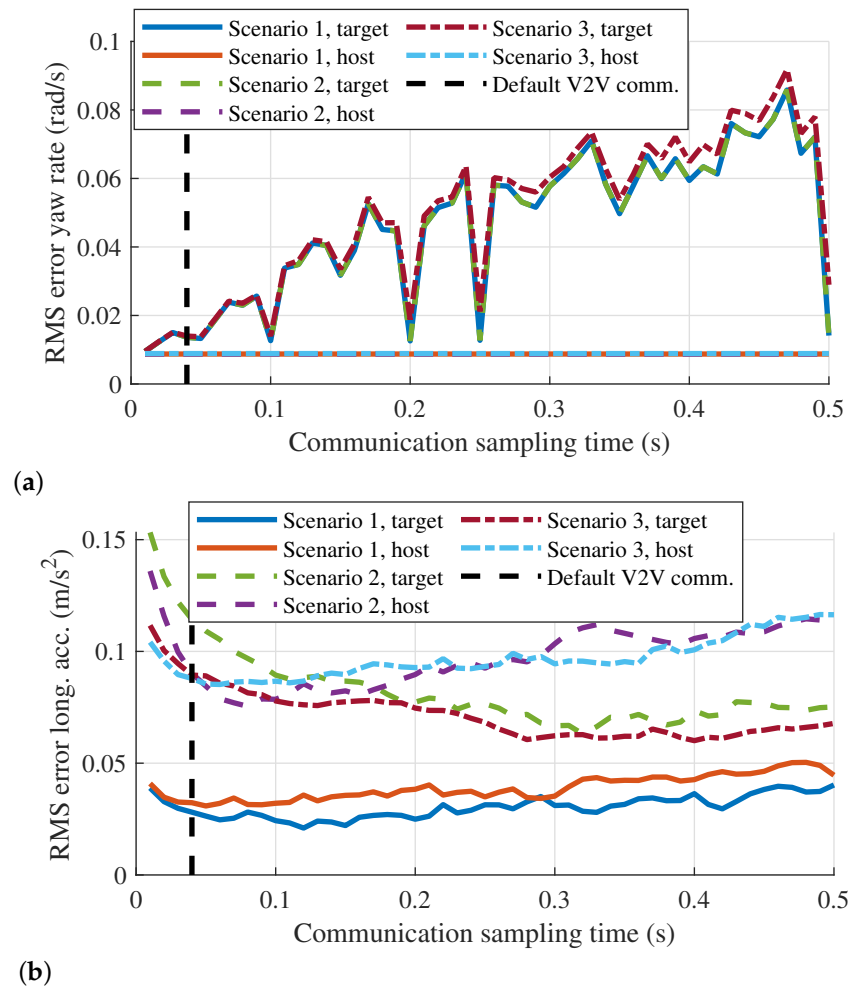 Scenario 1, target
Scenario 1, host
Scenario 2, target
Scenario 2, host
Scenario 3, target
Scenario 3, host
Default V2V comm.
RMS error yaw rate (rad/s)
0.1
0.08
0.06
0.04
0.02
0
0 0.1 0.2 0.3 0.4 0.5
Communication sampling time (s)
(a)
Scenario 1, target
Scenario 1, host
Scenario 2, target
Scenario 2, host
Scenario 3, target
Scenario 3, host
Default V2V comm.
RMS error long. acc. (m/s²)
0.15
0.1
0.05
0
0 0.1 0.2 0.3 0.4 0.5
Communication sampling time (s)
(b)